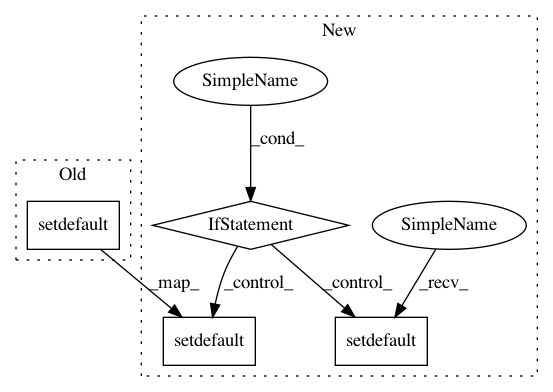 New
SimpleName
_cond_
Old
setdefault
IfStatement
SimpleName
_map_
_control_
_control_
_recv_
setdefault
setdefault